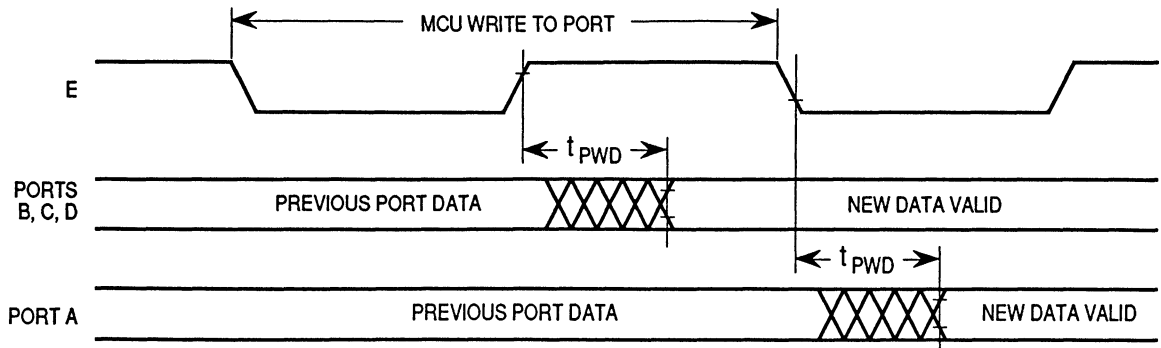 MCU WRITE TO PORT
E
t PWD
PORTS
B, C, D
PREVIOUS PORT DATA
NEW DATA VALID
t PWD
PORT A
PREVIOUS PORT DATA
NEW DATA VALID